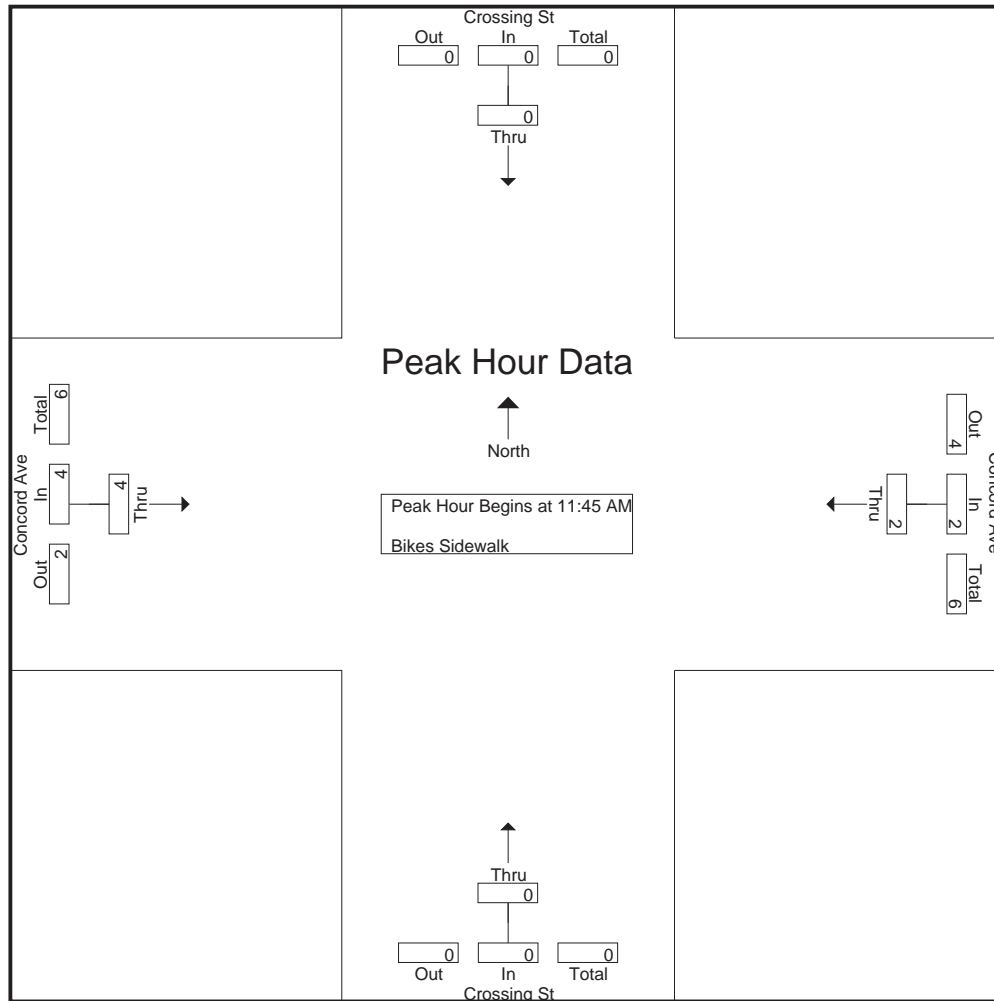 Crossing St
Out In Total
0 0 0
0
Thru
Peak Hour Data
North
Peak Hour Begins at 11:45 AM
Bikes Sidewalk
Concord Ave
Out In Total
2 4 6
4
Thru
Concord Ave
Out In Total
4 2 6
2
Thru
Thru
0
0 0 0
Out In Total
Crossing St